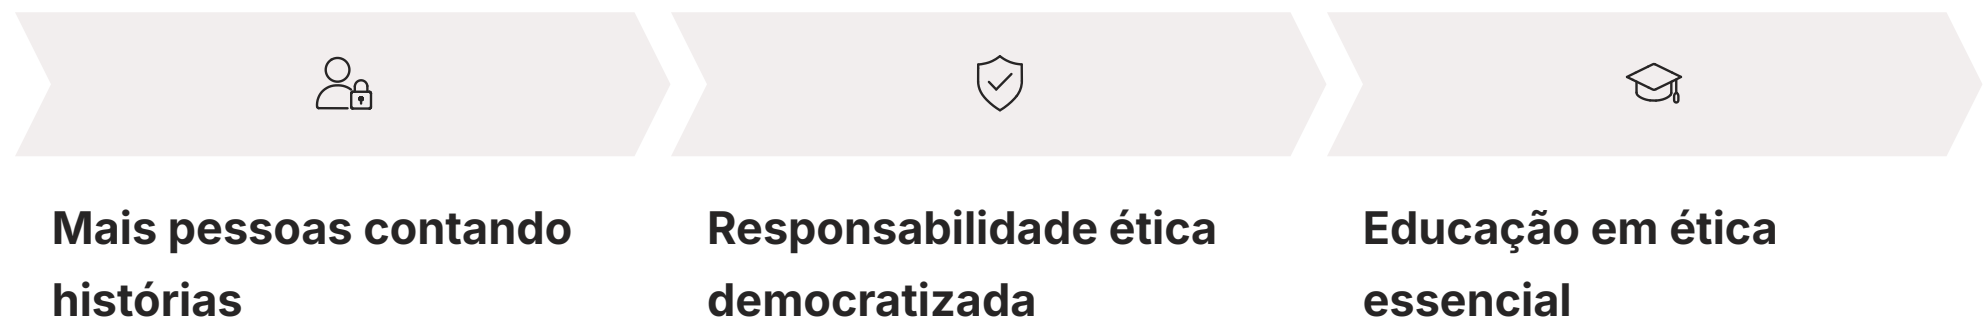 Mais pessoas contando
histórias
Responsabilidade ética
democratizada
Educação em ética
essencial